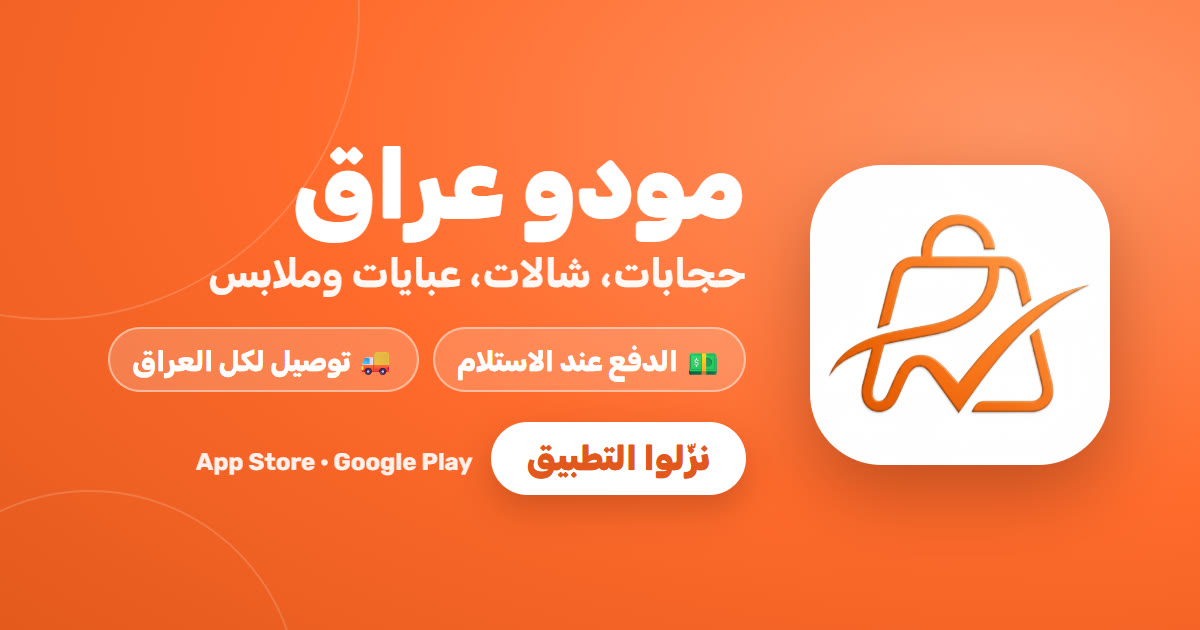 مودو عراق
حجابات، شالات، عبايات وملابس
💵 الدفع عند الاستلام
🚚 توصيل لكل العراق
نزّلوا التطبيق
App Store • Google Play